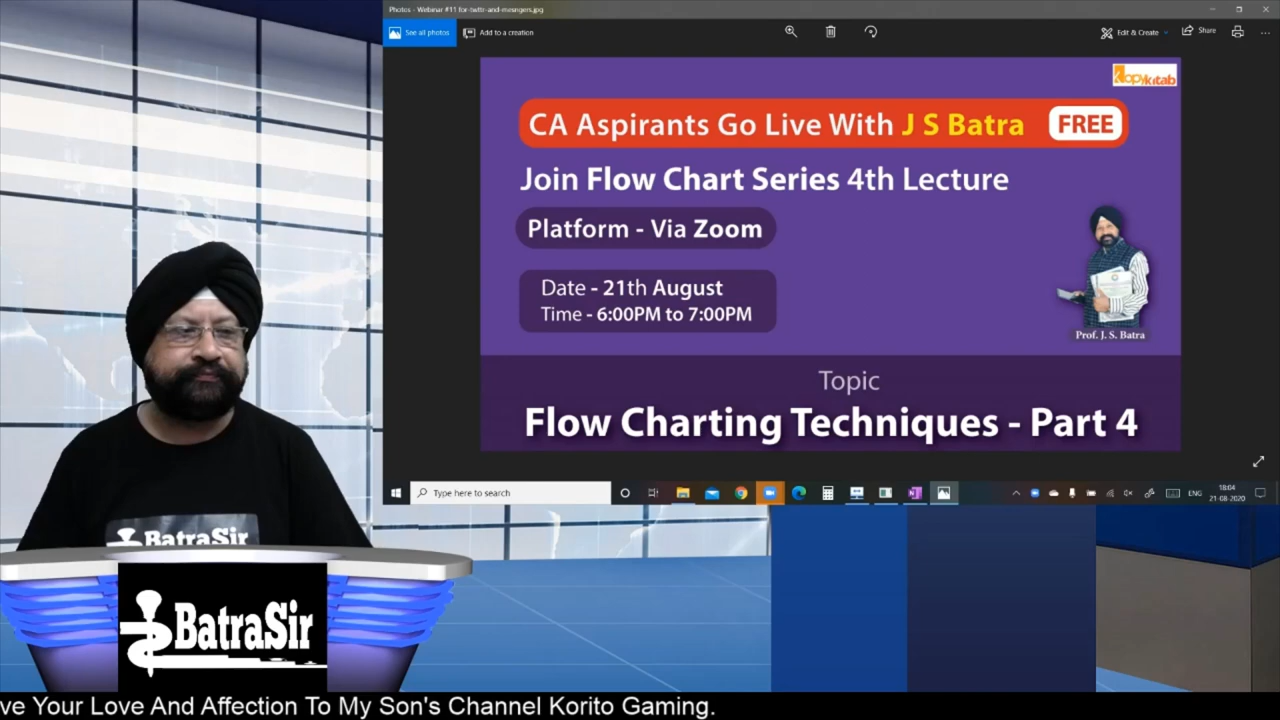 Photos - Webinar #11 for-twttr-and-messngers.jpg
See all photos
Add to a creation
Edit & Create
Share
kopykitab
CA Aspirants Go Live With J S Batra FREE
Join Flow Chart Series 4th Lecture
Platform - Via Zoom
Date - 21th August
Time - 6:00PM to 7:00PM
Prof. J. S. Batra
Topic
Flow Charting Techniques - Part 4
Type here to search
ENG
18:04
21-08-2020
BatraSir
BatraSir
ve Your Love And Affection To My Son's Channel Korito Gaming.